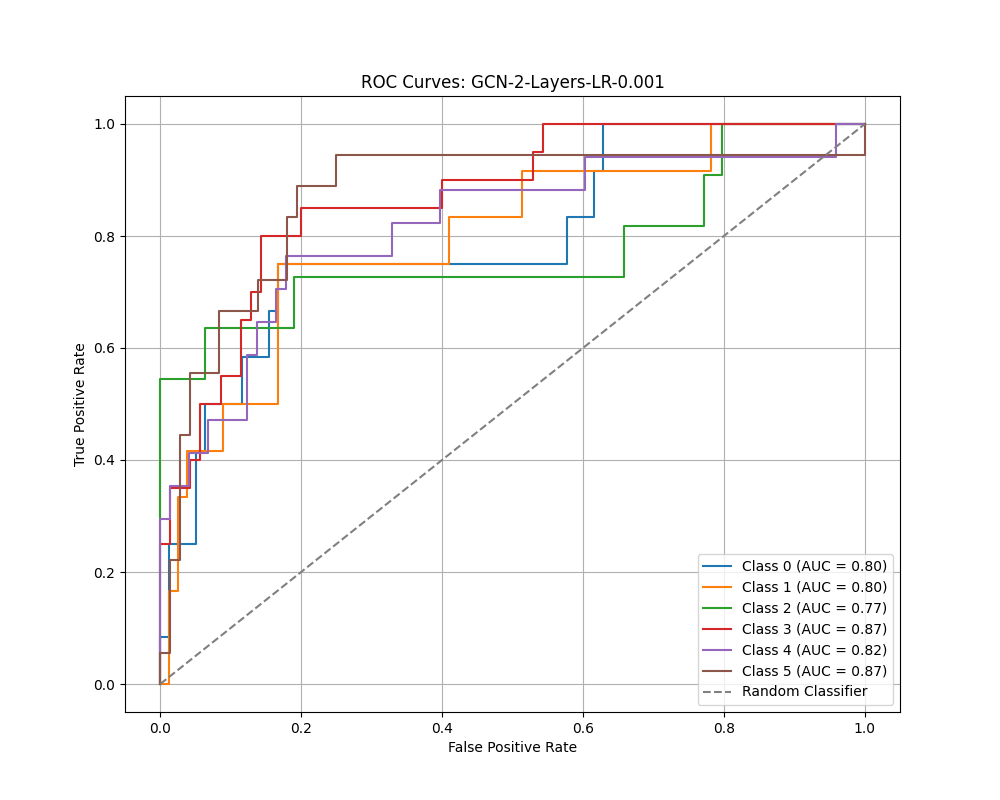 ROC Curves: GCN-2-Layers-LR-0.001
True Positive Rate
1.0
0.8
0.6
0.4
0.2
0.0
0.0 0.2 0.4 0.6 0.8 1.0
False Positive Rate
Class 0 (AUC = 0.80)
Class 1 (AUC = 0.80)
Class 2 (AUC = 0.77)
Class 3 (AUC = 0.87)
Class 4 (AUC = 0.82)
Class 5 (AUC = 0.87)
Random Classifier